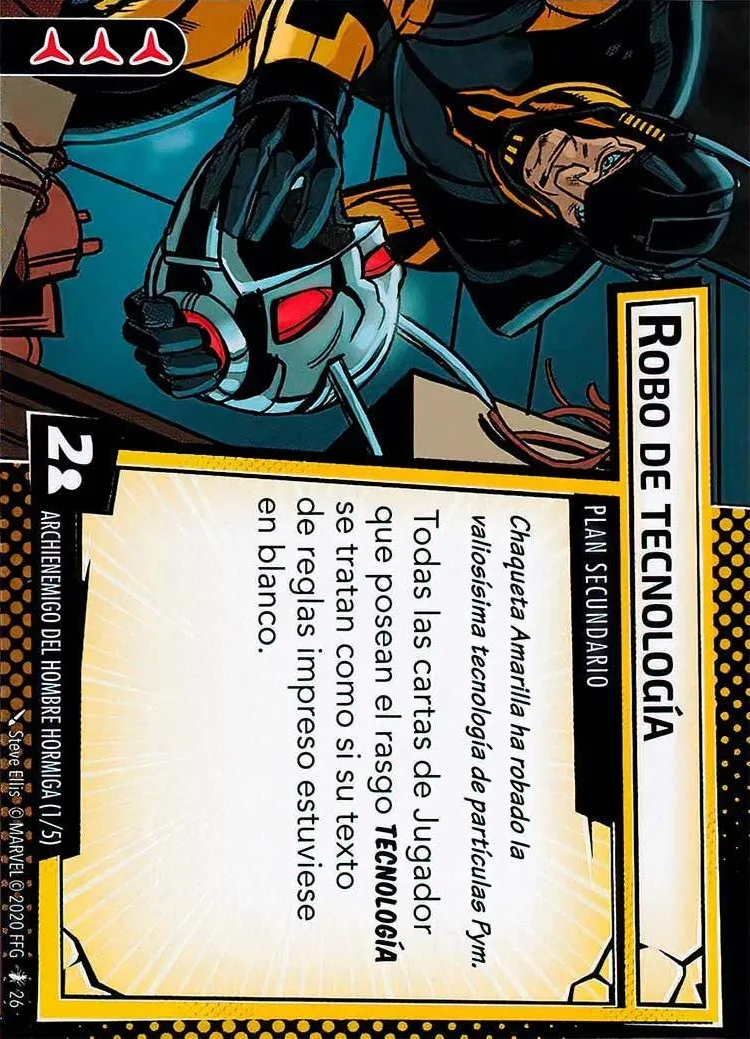 ROBO DE TECNOLOGÍA
PLAN SECUNDARIO
Chaqueta Amarilla ha robado la
valiosísima tecnología de partículas Pym.
Todas las cartas de Jugador
que posean el rasgo TECNOLOGÍA
se tratan como si su texto
de reglas impreso estuviese
en blanco.
2
ARCHIENEMIGO DEL HOMBRE HORMIGA (1/5)
Steve Ellis © MARVEL © 2020 FFG 26